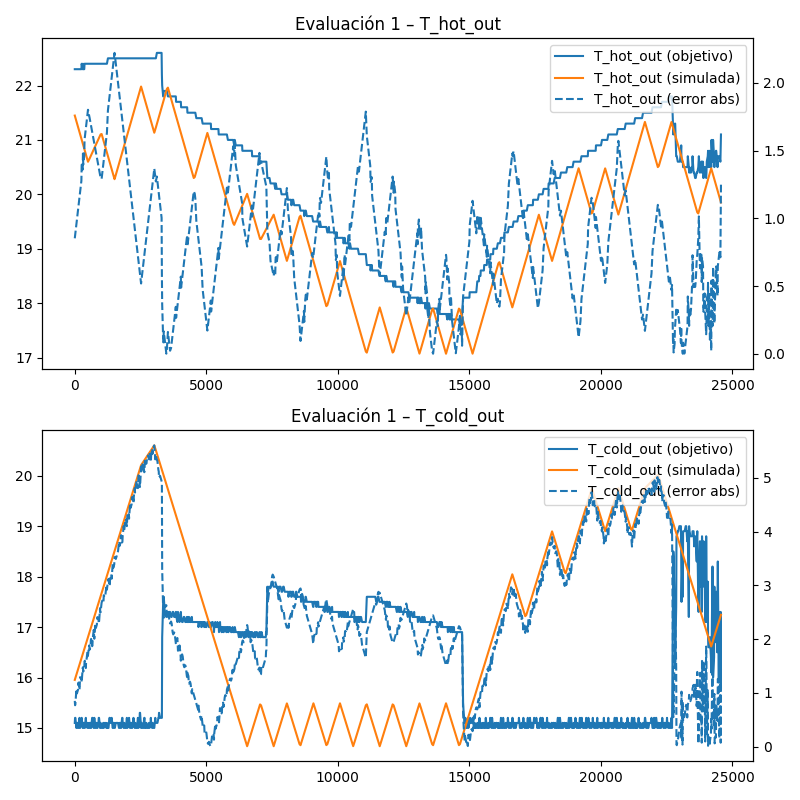 Evaluación 1 – T_hot_out
T_hot_out (objetivo)
T_hot_out (simulada)
T_hot_out (error abs)
22
21
20
19
18
17
2.0
1.5
1.0
0.5
0.0
0 5000 10000 15000 20000 25000
Evaluación 1 – T_cold_out
T_cold_out (objetivo)
T_cold_out (simulada)
T_cold_out (error abs)
20
19
18
17
16
15
5
4
3
2
1
0
0 5000 10000 15000 20000 25000